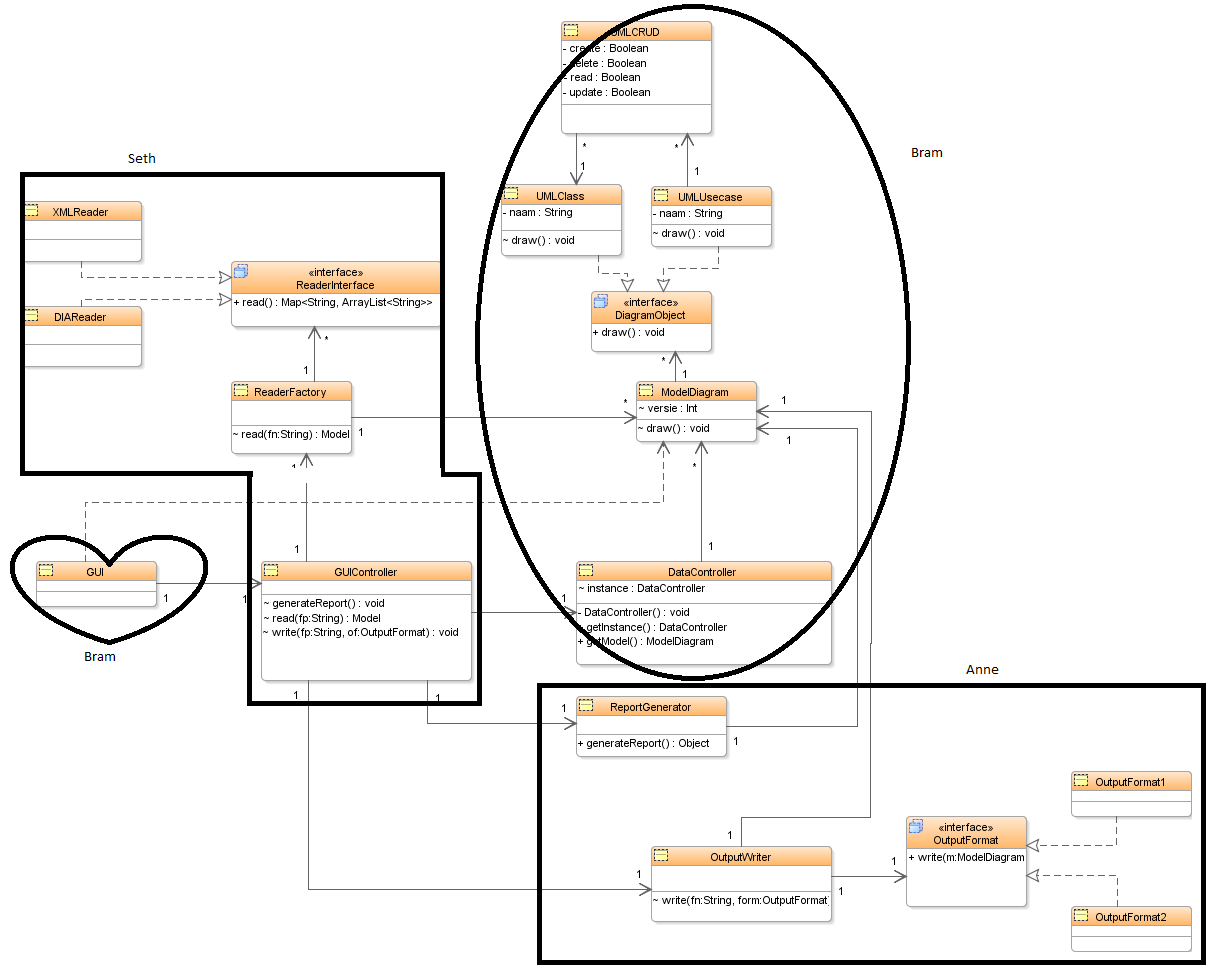 UMLCRUD
- create : Boolean
- delete : Boolean
- read : Boolean
- update : Boolean
*
1
*
1
Seth
Bram
XMLReader
UMLClass
- naam : String
~ draw() : void
UMLUsecase
- naam : String
~ draw() : void
«interface»
ReaderInterface
+ read() : Map<String, ArrayList<String>>
DIAReader
«interface»
DiagramObject
+ draw() : void
*
1
*
1
ReaderFactory
~ read(fn:String) : Model
1
*
ModelDiagram
~ versie : Int
~ draw() : void
1
1
1
*
1
GUI
1
1
Bram
1
GUIController
~ generateReport() : void
~ read(fp:String) : Model
~ write(fp:String, of:OutputFormat) : void
1
1
1
DataController
~ instance : DataController
- DataController() : void
getInstance() : DataController
+ getModel() : ModelDiagram
Anne
1
ReportGenerator
+ generateReport() : Object
1
OutputFormat1
1
1
OutputWriter
~ write(fn:String, form:OutputFormat)
1
1
«interface»
OutputFormat
+ write(m:ModelDiagram
OutputFormat2